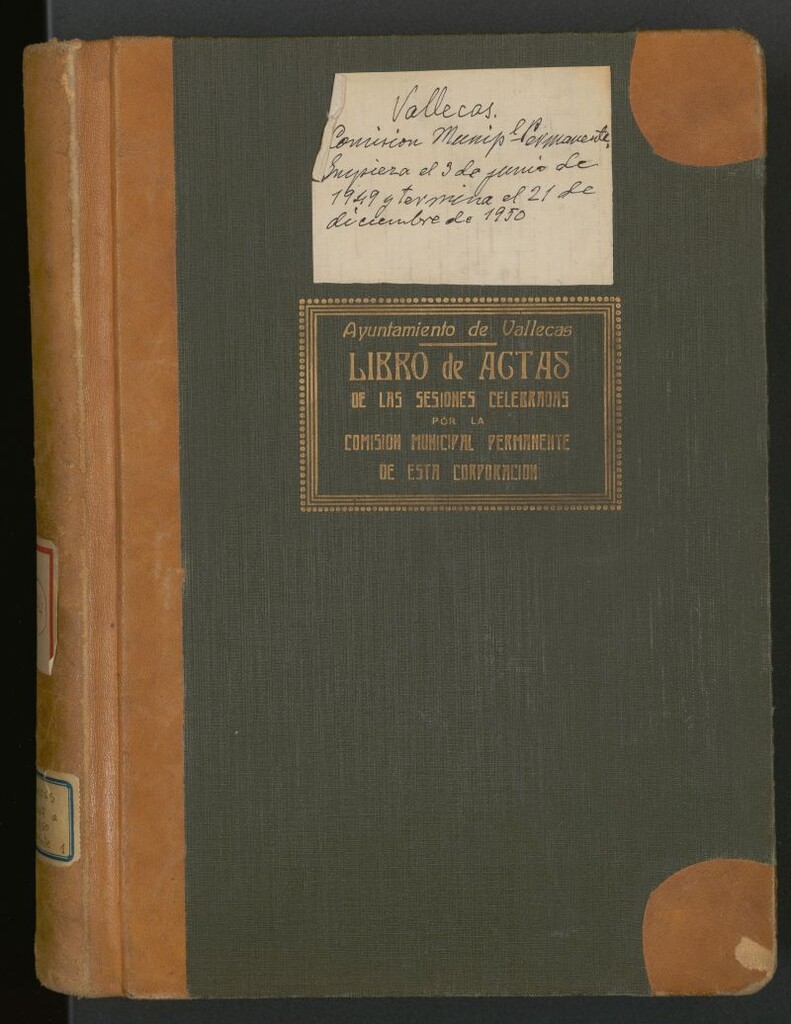 Vallecas.
Comision Municip.l Permanente.
Empieza el 3 de junio de
1949 y termina el 21 de
diciembre de 1950
Ayuntamiento de Vallecas
LIBRO de ACTAS
DE LAS SESIONES CELEBRADAS
POR LA
COMISION MUNICIPAL PERMANENTE
DE ESTA CORPORACION